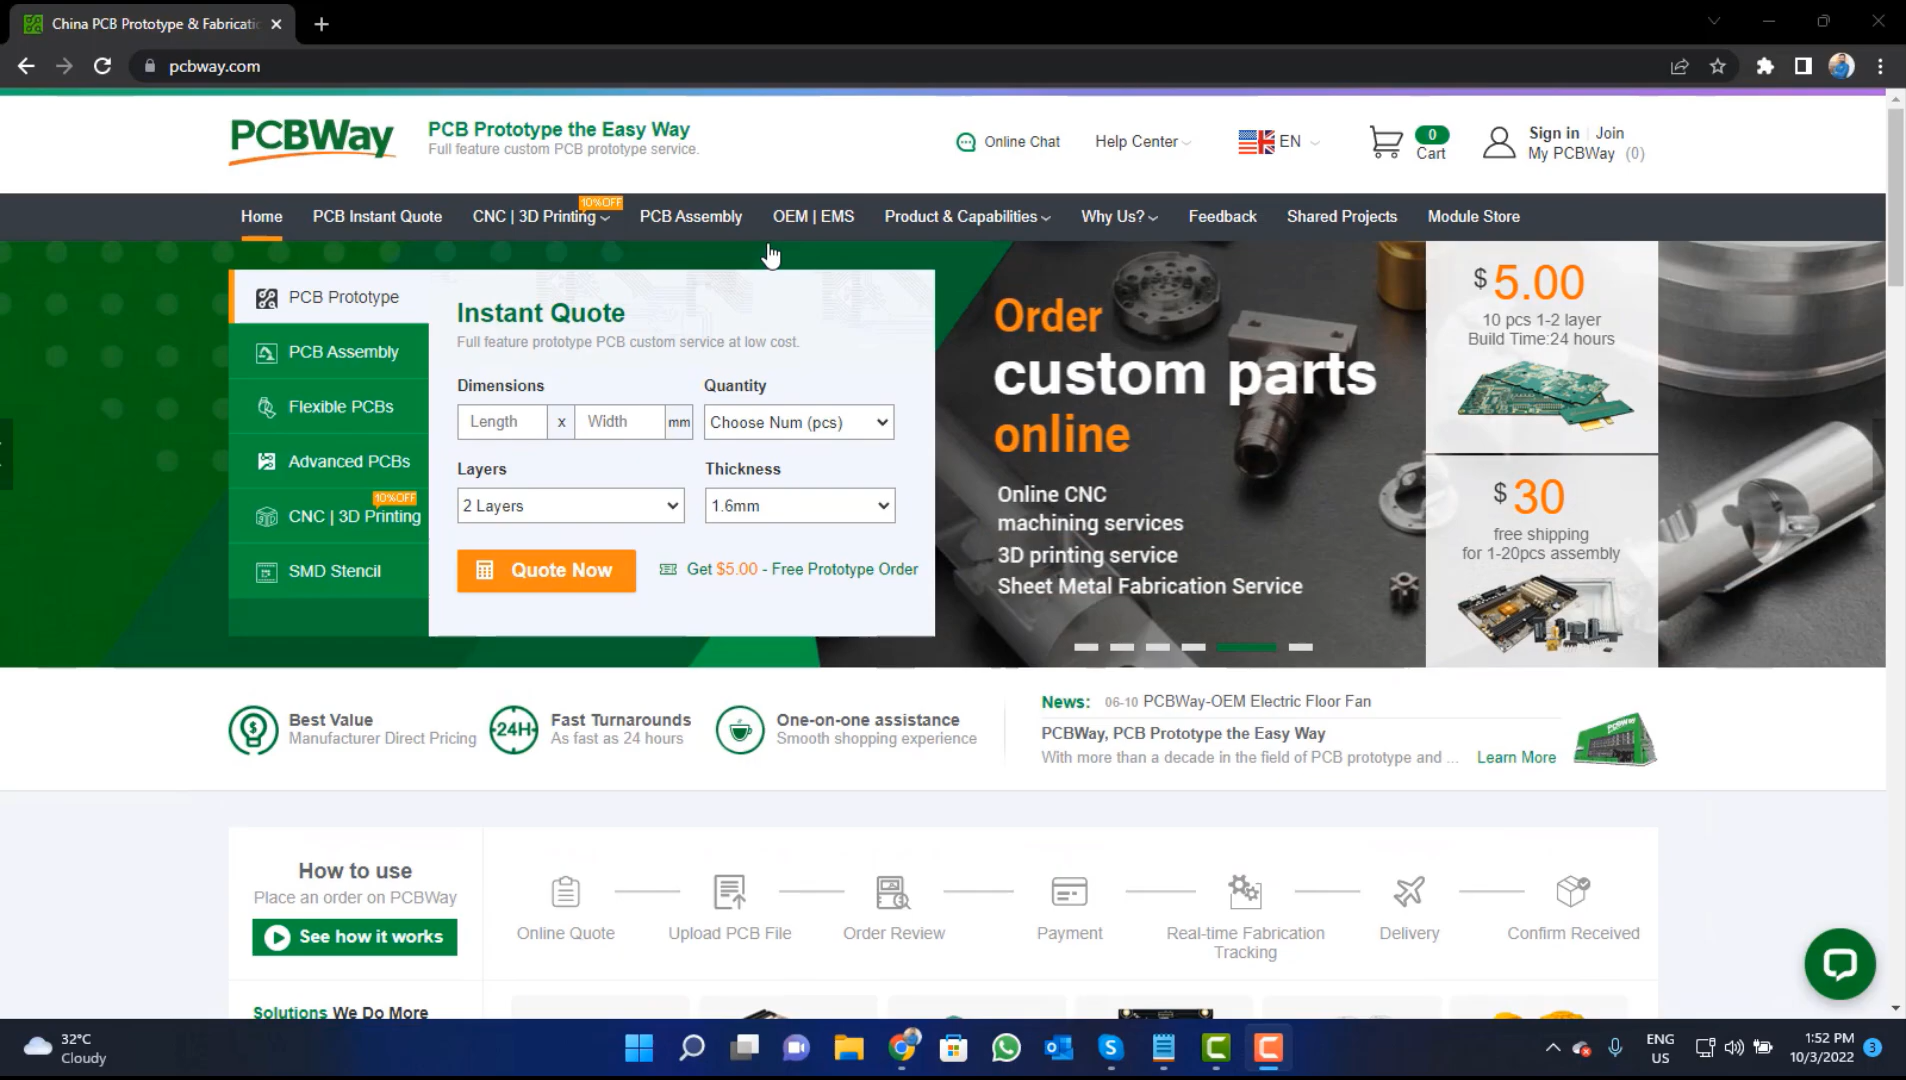 China PCB Prototype & Fabricati
pcbway.com
PCBWay
PCB Prototype the Easy Way
Full feature custom PCB prototype service.
Online Chat
Help Center
EN
0
Cart
Sign in
Join
My PCBWay (0)
Home
PCB Instant Quote
CNC | 3D Printing
10%OFF
PCB Assembly
OEM | EMS
Product & Capabilities
Why Us?
Feedback
Shared Projects
Module Store
PCB Prototype
PCB Assembly
Flexible PCBs
Advanced PCBs
10%OFF
CNC | 3D Printing
SMD Stencil
Instant Quote
Full feature prototype PCB custom service at low cost.
Dimensions
Quantity
Length x Width mm
Choose Num (pcs)
Layers
Thickness
2 Layers
1.6mm
Quote Now
Get $5.00 - Free Prototype Order
Order
custom parts
online
Online CNC
machining services
3D printing service
Sheet Metal Fabrication Service
$ 5.00
10 pcs 1-2 layer
Build Time:24 hours
$ 30
free shipping
for 1-20pcs assembly
Best Value
Manufacturer Direct Pricing
24H
Fast Turnarounds
As fast as 24 hours
One-on-one assistance
Smooth shopping experience
News: 06-10 PCBWay-OEM Electric Floor Fan
PCBWay, PCB Prototype the Easy Way
With more than a decade in the field of PCB prototype and ... Learn More
PCBWay
How to use
Place an order on PCBWay
See how it works
Online Quote
Upload PCB File
Order Review
Payment
Real-time Fabrication
Tracking
Delivery
Confirm Received
Solutions We Do More
32°C
Cloudy
ENG
US
1:52 PM
10/3/2022
3